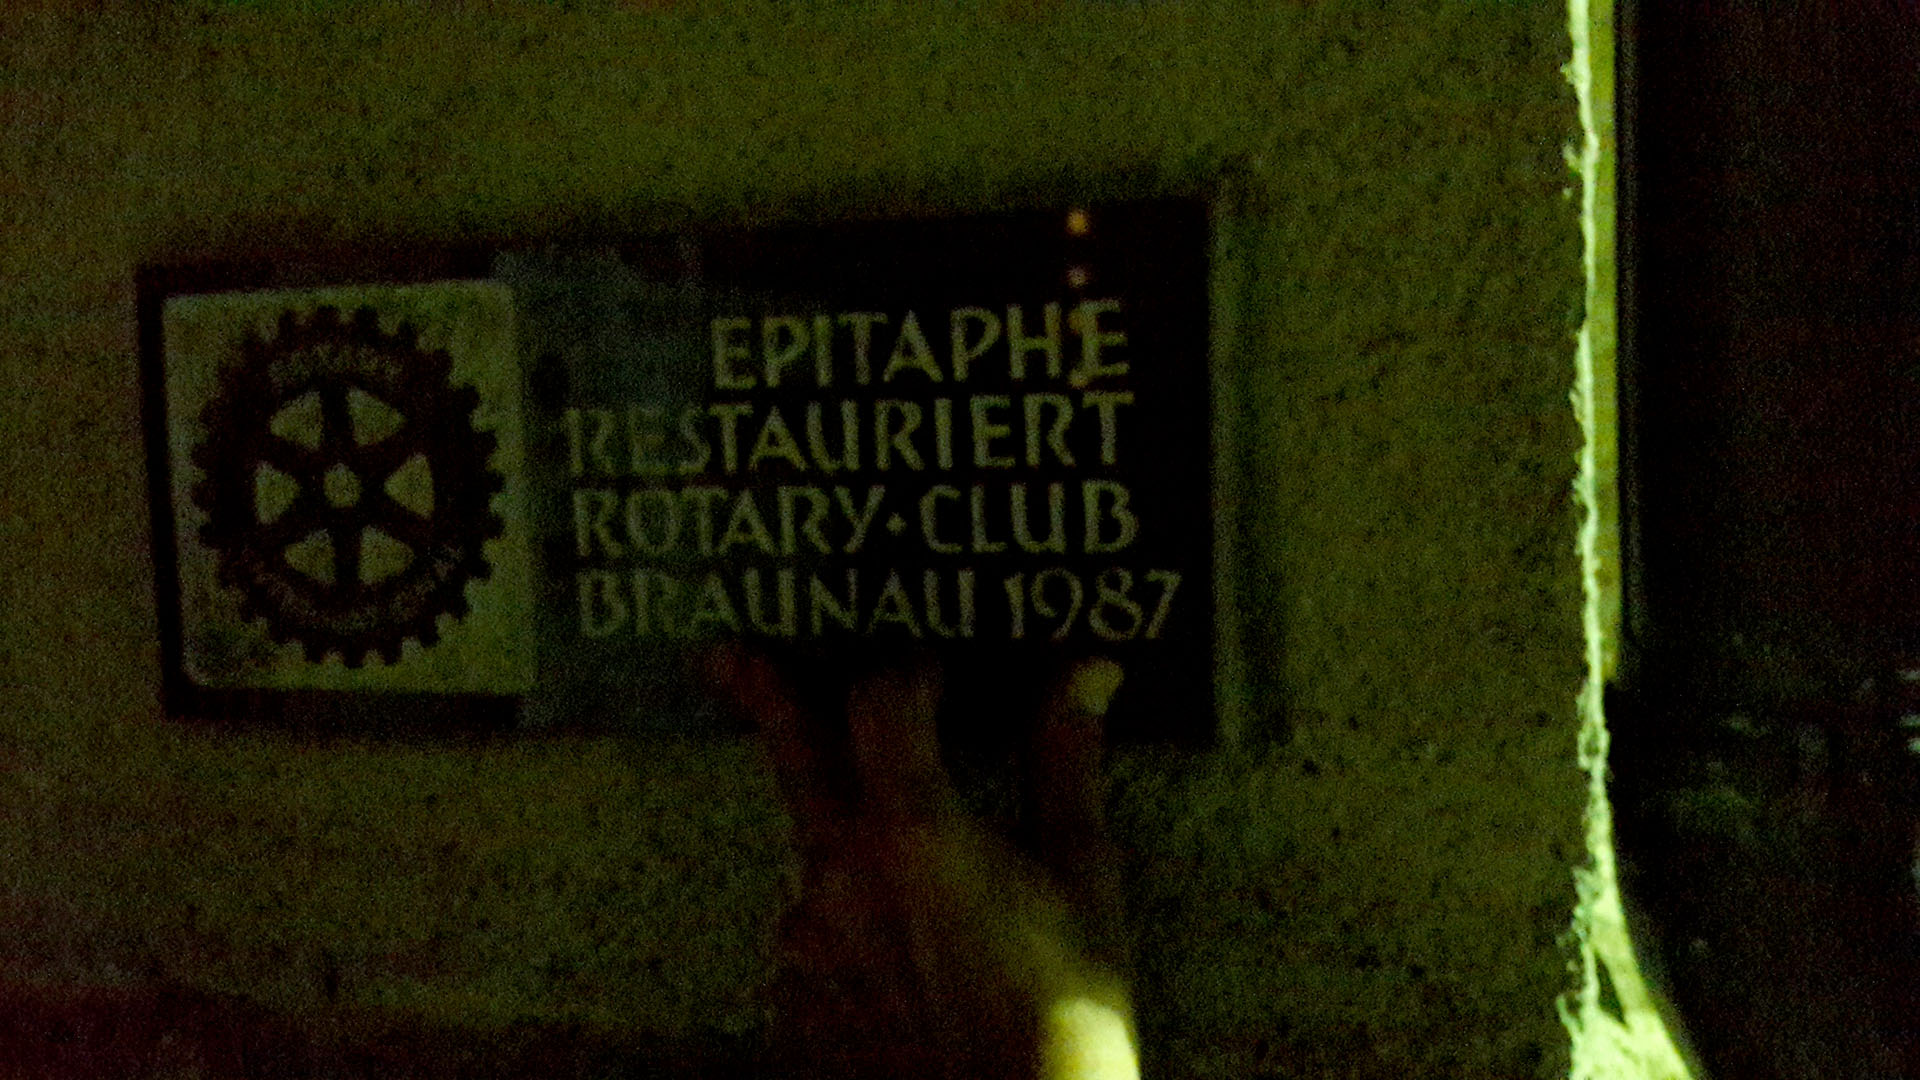 EPITAPHE
RESTAURIERT
ROTARY·CLUB
BRAUNAU 1987